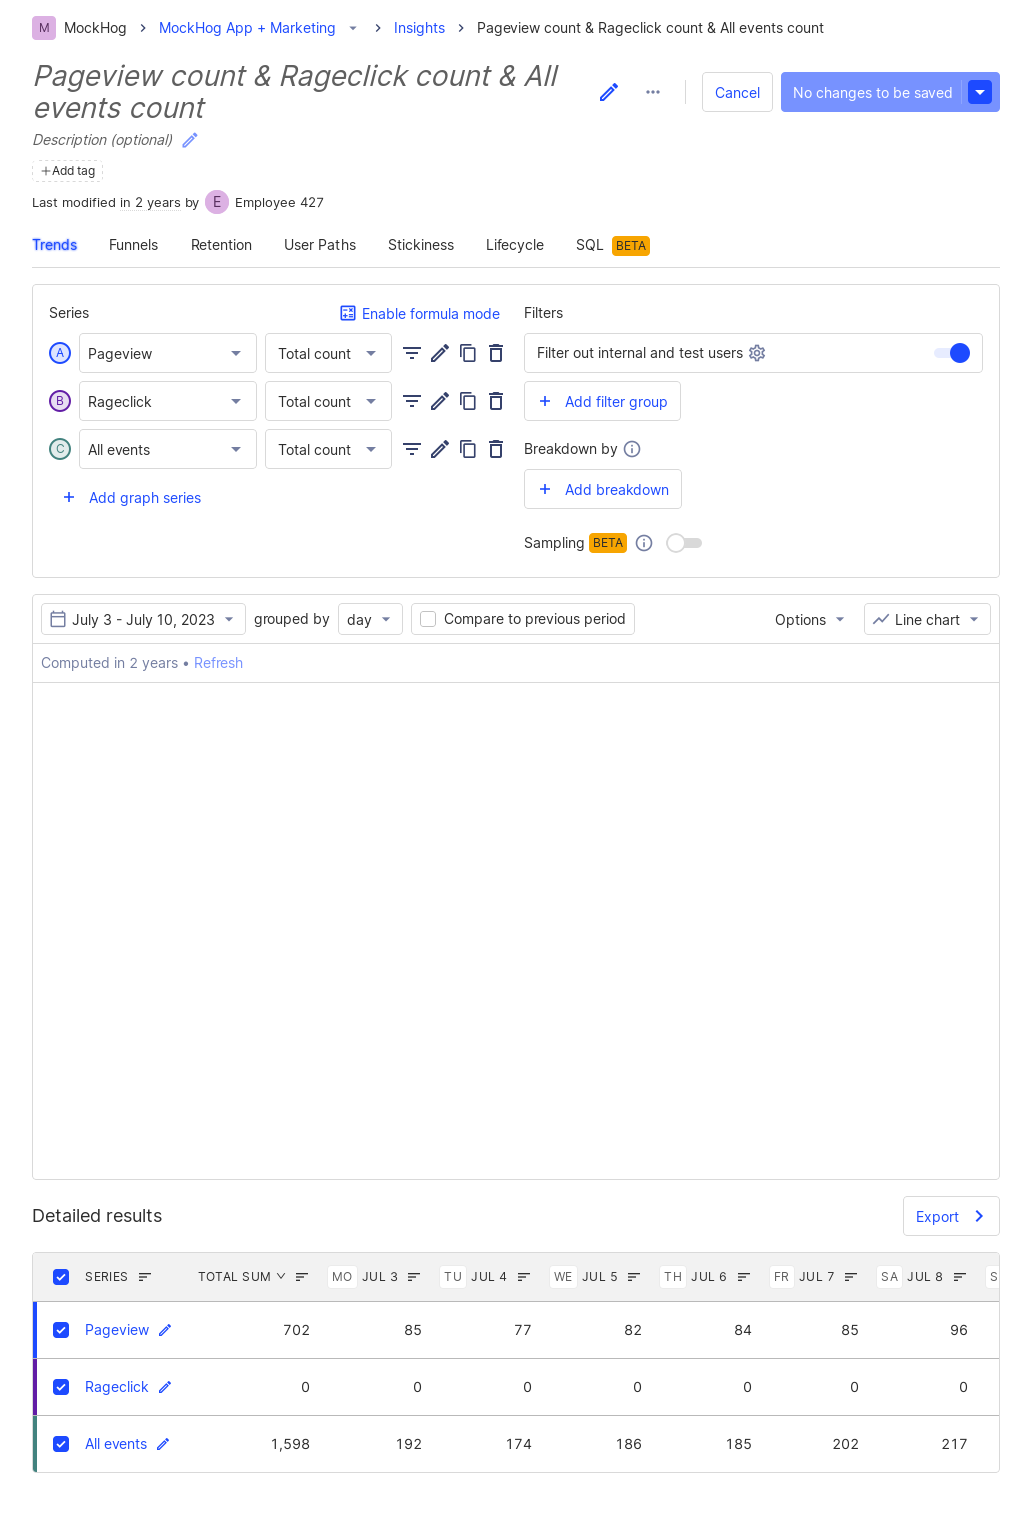 M MockHog MockHog App + Marketing Insights Pageview count & Rageclick count & All events count
Pageview count & Rageclick count & All
events count
Cancel No changes to be saved
Description (optional)
Add tag
Last modified in 2 years by E Employee 427
Trends Funnels Retention User Paths Stickiness Lifecycle SQL BETA
Series Enable formula mode
A Pageview Total count
B Rageclick Total count
C All events Total count
Add graph series
Filters
Filter out internal and test users
Add filter group
Breakdown by
Add breakdown
Sampling BETA
July 3 - July 10, 2023 grouped by day Compare to previous period Options Line chart
Computed in 2 years • Refresh
Detailed results Export
SERIES TOTAL SUM MO JUL 3 TU JUL 4 WE JUL 5 TH JUL 6 FR JUL 7 SA JUL 8 S
Pageview 702 85 77 82 84 85 96
Rageclick 0 0 0 0 0 0 0
All events 1,598 192 174 186 185 202 217